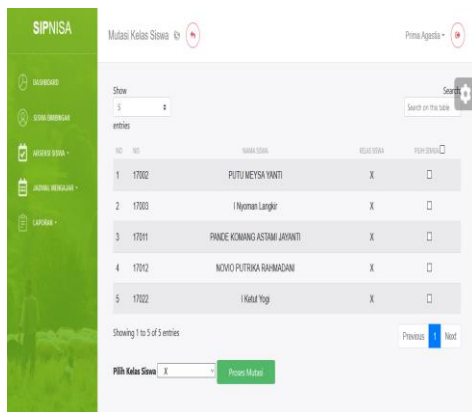 SIPNISA
Mutasi Kelas Siswa
Prima Agastia
DASHBOARD
SISWA BIMBINGAN
ABSENSI SISWA
JADWAL MENGAJAR
LAPORAN
Show
5
entries
Search:
Search on this table
NO NIS NAMA SISWA KELAS SISWA PILIH SEMUA
1 17002 PUTU MEYSA YANTI X
2 17003 I Nyoman Langkir X
3 17011 PANDE KOMANG ASTAMI JAYANTI X
4 17012 NOVIO PUTRIKA RAHMADANI X
5 17022 I Ketut Yogi X
Showing 1 to 5 of 5 entries
Previous 1 Next
Pilih Kelas Siswa X Proses Mutasi